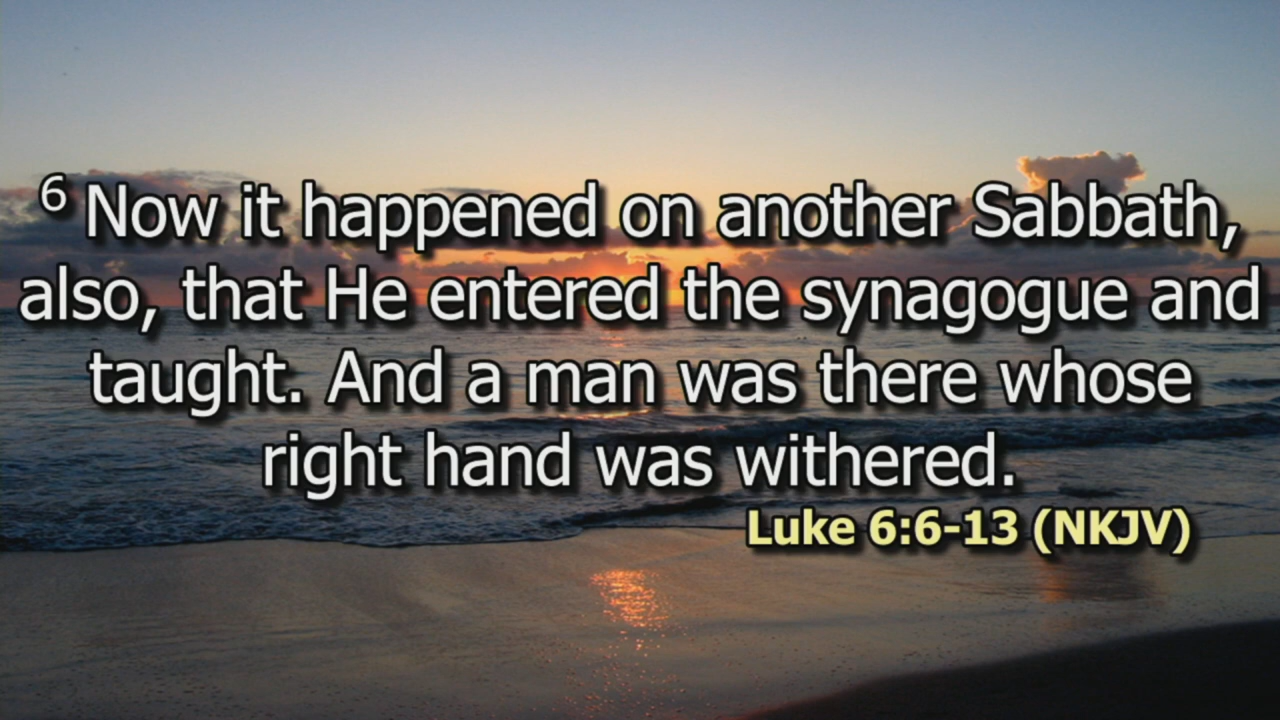 6 Now it happened on another Sabbath,
also, that He entered the synagogue and
taught. And a man was there whose
right hand was withered.
Luke 6:6-13 (NKJV)